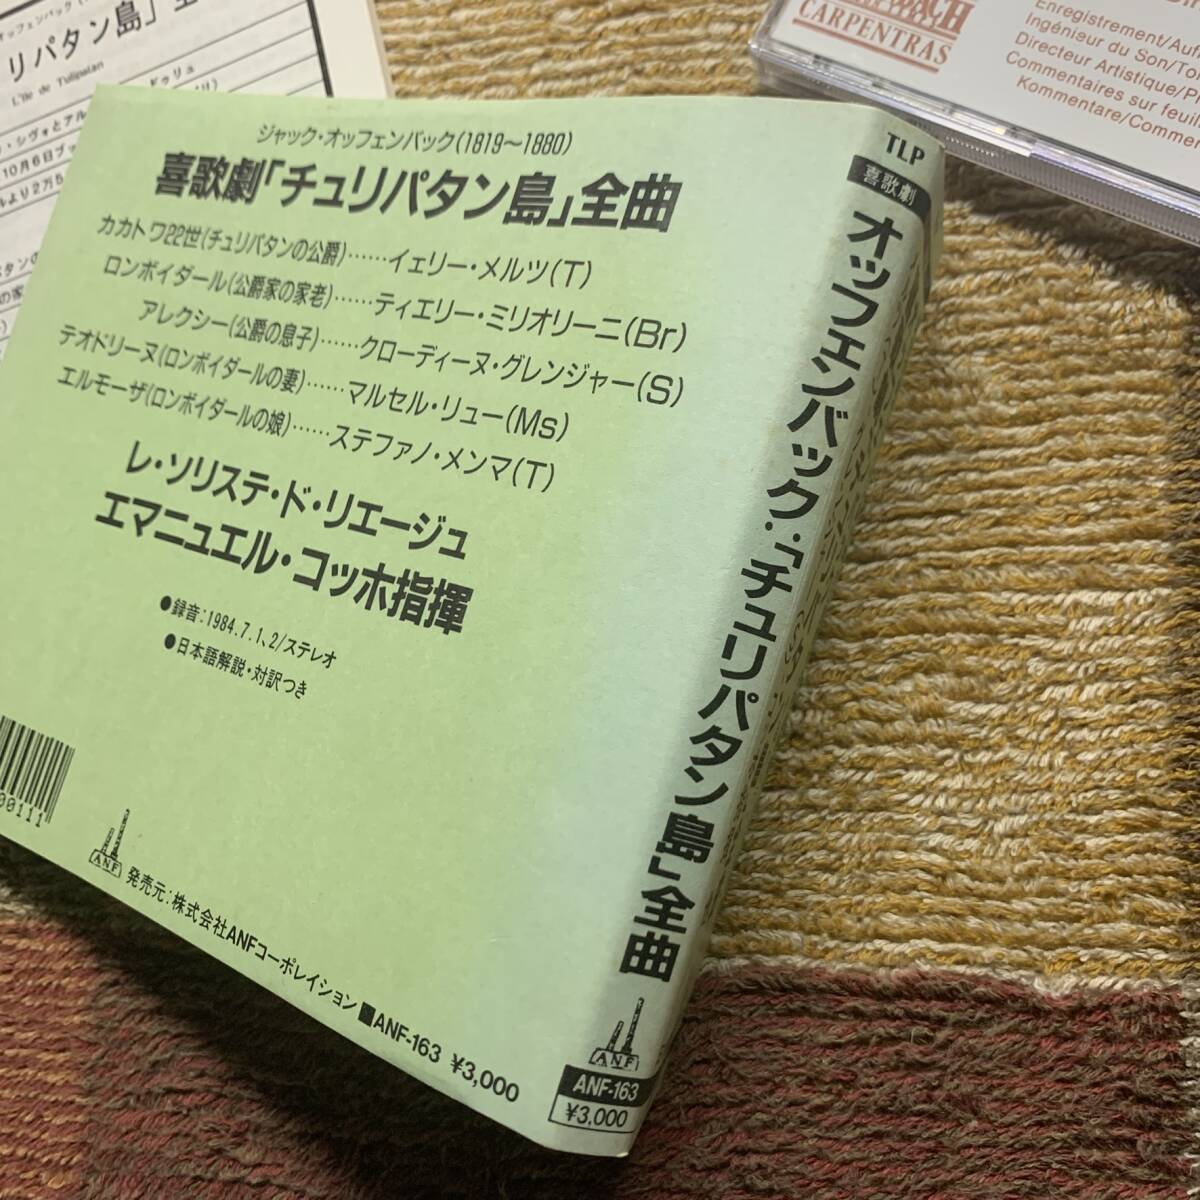 リパタン島」全
L'île de Tulipatan
ジャック・オッフェンバック(1819～1880)
喜歌劇「チュリパタン島」全曲
カカトワ22世(チュリパタンの公爵)……イェリー・メルツ(T)
ロンボイダール(公爵家の家老)……ティエリー・ミリオリーニ(Br)
アレクシー(公爵の息子)……クローディーヌ・グレンジャー(S)
テオドリーヌ(ロンボイダールの妻)……マルセル・リュー(Ms)
エルモーザ(ロンボイダールの娘)……ステファノ・メンマ(T)
レ・ソリステ・ド・リエージュ
エマニュエル・コッホ指揮
●録音：1984.7.1、2/ステレオ
●日本語解説・対訳つき
00111
ANF
発売元：株式会社ANFコーポレイション■ANF-163 ¥3,000
TLP
喜歌劇
オッフェンバック：「チュリパタン島」全曲
ANF
ANF-163
¥3,000
CARPENTRAS
Enregistrement/Au
Ingénieur du Son/To
Directeur Artistique/P
Commentaires sur feuil
Kommentare/Comme